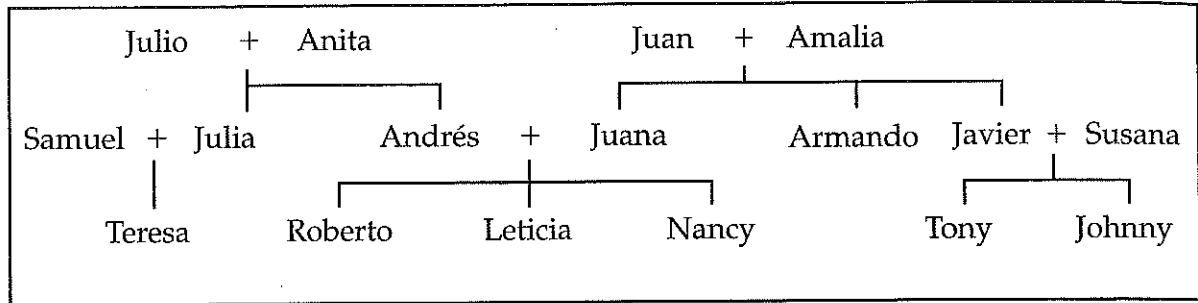 Julio + Anita Juan + Amalia
Samuel + Julia Andrés + Juana Armando Javier + Susana
Teresa Roberto Leticia Nancy Tony Johnny